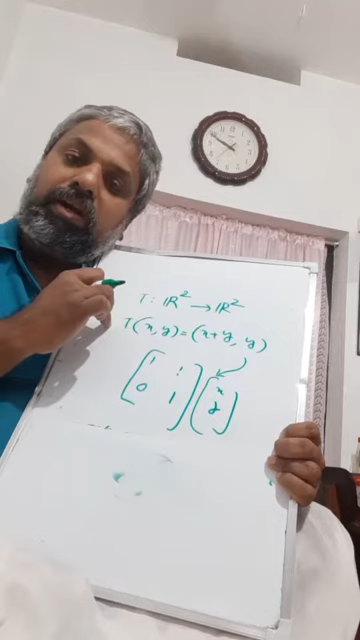 T: ℝ² → ℝ²
T(x, y) = (x+y, y)
[1 1] (x)
[0 1] (y)